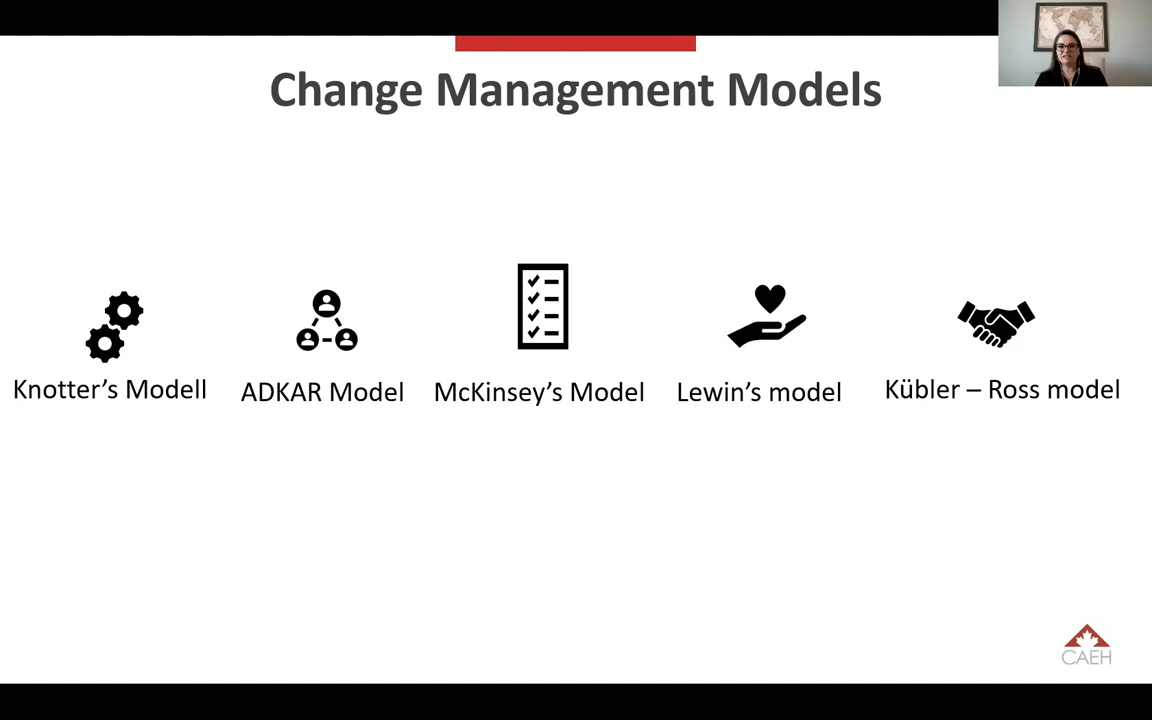 Change Management Models
Knotter’s Modell
ADKAR Model
McKinsey’s Model
Lewin’s model
Kübler – Ross model
CAEH